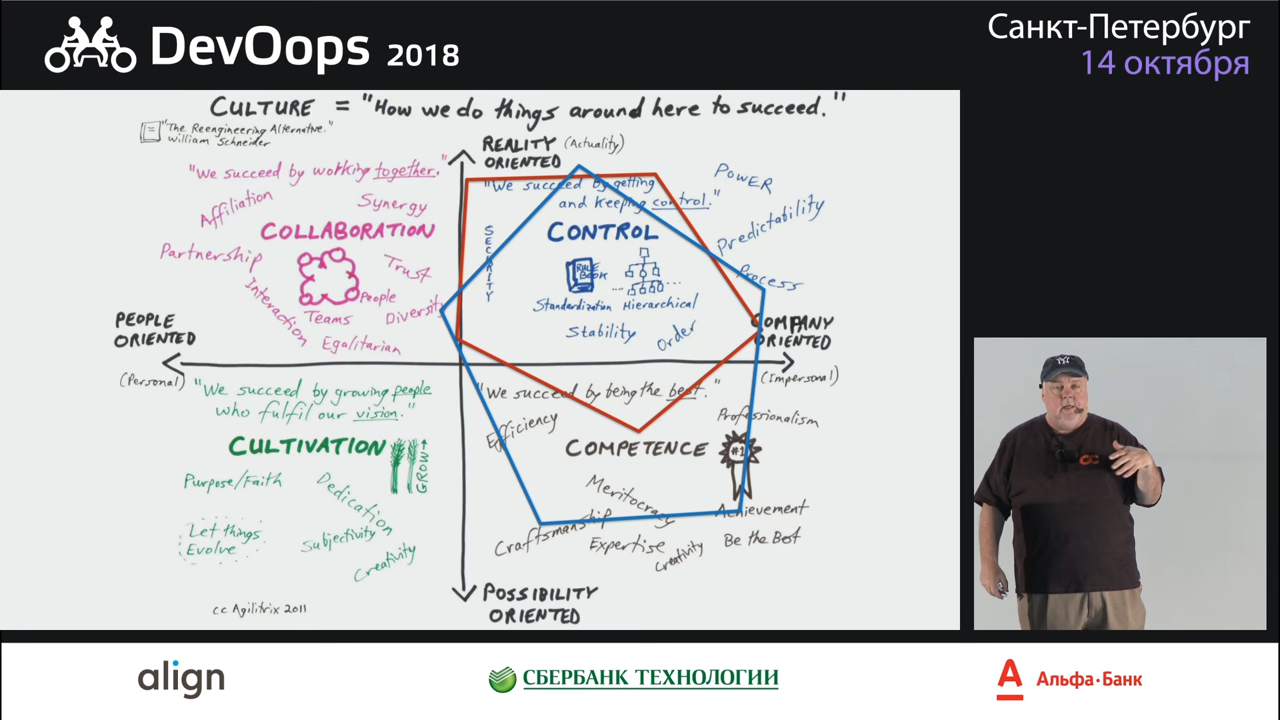 DevOops 2018
Санкт-Петербург
14 октября
CULTURE = "How we do things around here to succeed."
"The Reengineering Alternative."
William Schneider
REALITY (Actuality)
ORIENTED
"We succeed by working together."
Affiliation
Synergy
COLLABORATION
Partnership
Trust
People
Interaction
Teams
Diversity
Egalitarian
"We succeed by getting
and keeping control."
POWER
Predictability
SECURITY
CONTROL
Process
RULE
BOOK
Standardization
Hierarchical
Stability
Order
PEOPLE
ORIENTED
(Personal)
COMPANY
ORIENTED
(Impersonal)
"We succeed by growing people
who fulfil our vision."
CULTIVATION
GROW
Purpose/Faith
Dedication
Let things
Evolve
Subjectivity
Creativity
"We succeed by being the best."
Professionalism
Efficiency
COMPETENCE
#1
Meritocracy
Achievement
Craftsmanship
Expertise
Creativity
Be the Best
POSSIBILITY
ORIENTED
cc Agilitrix 2011
align
СБЕРБАНК ТЕХНОЛОГИИ
Альфа·Банк